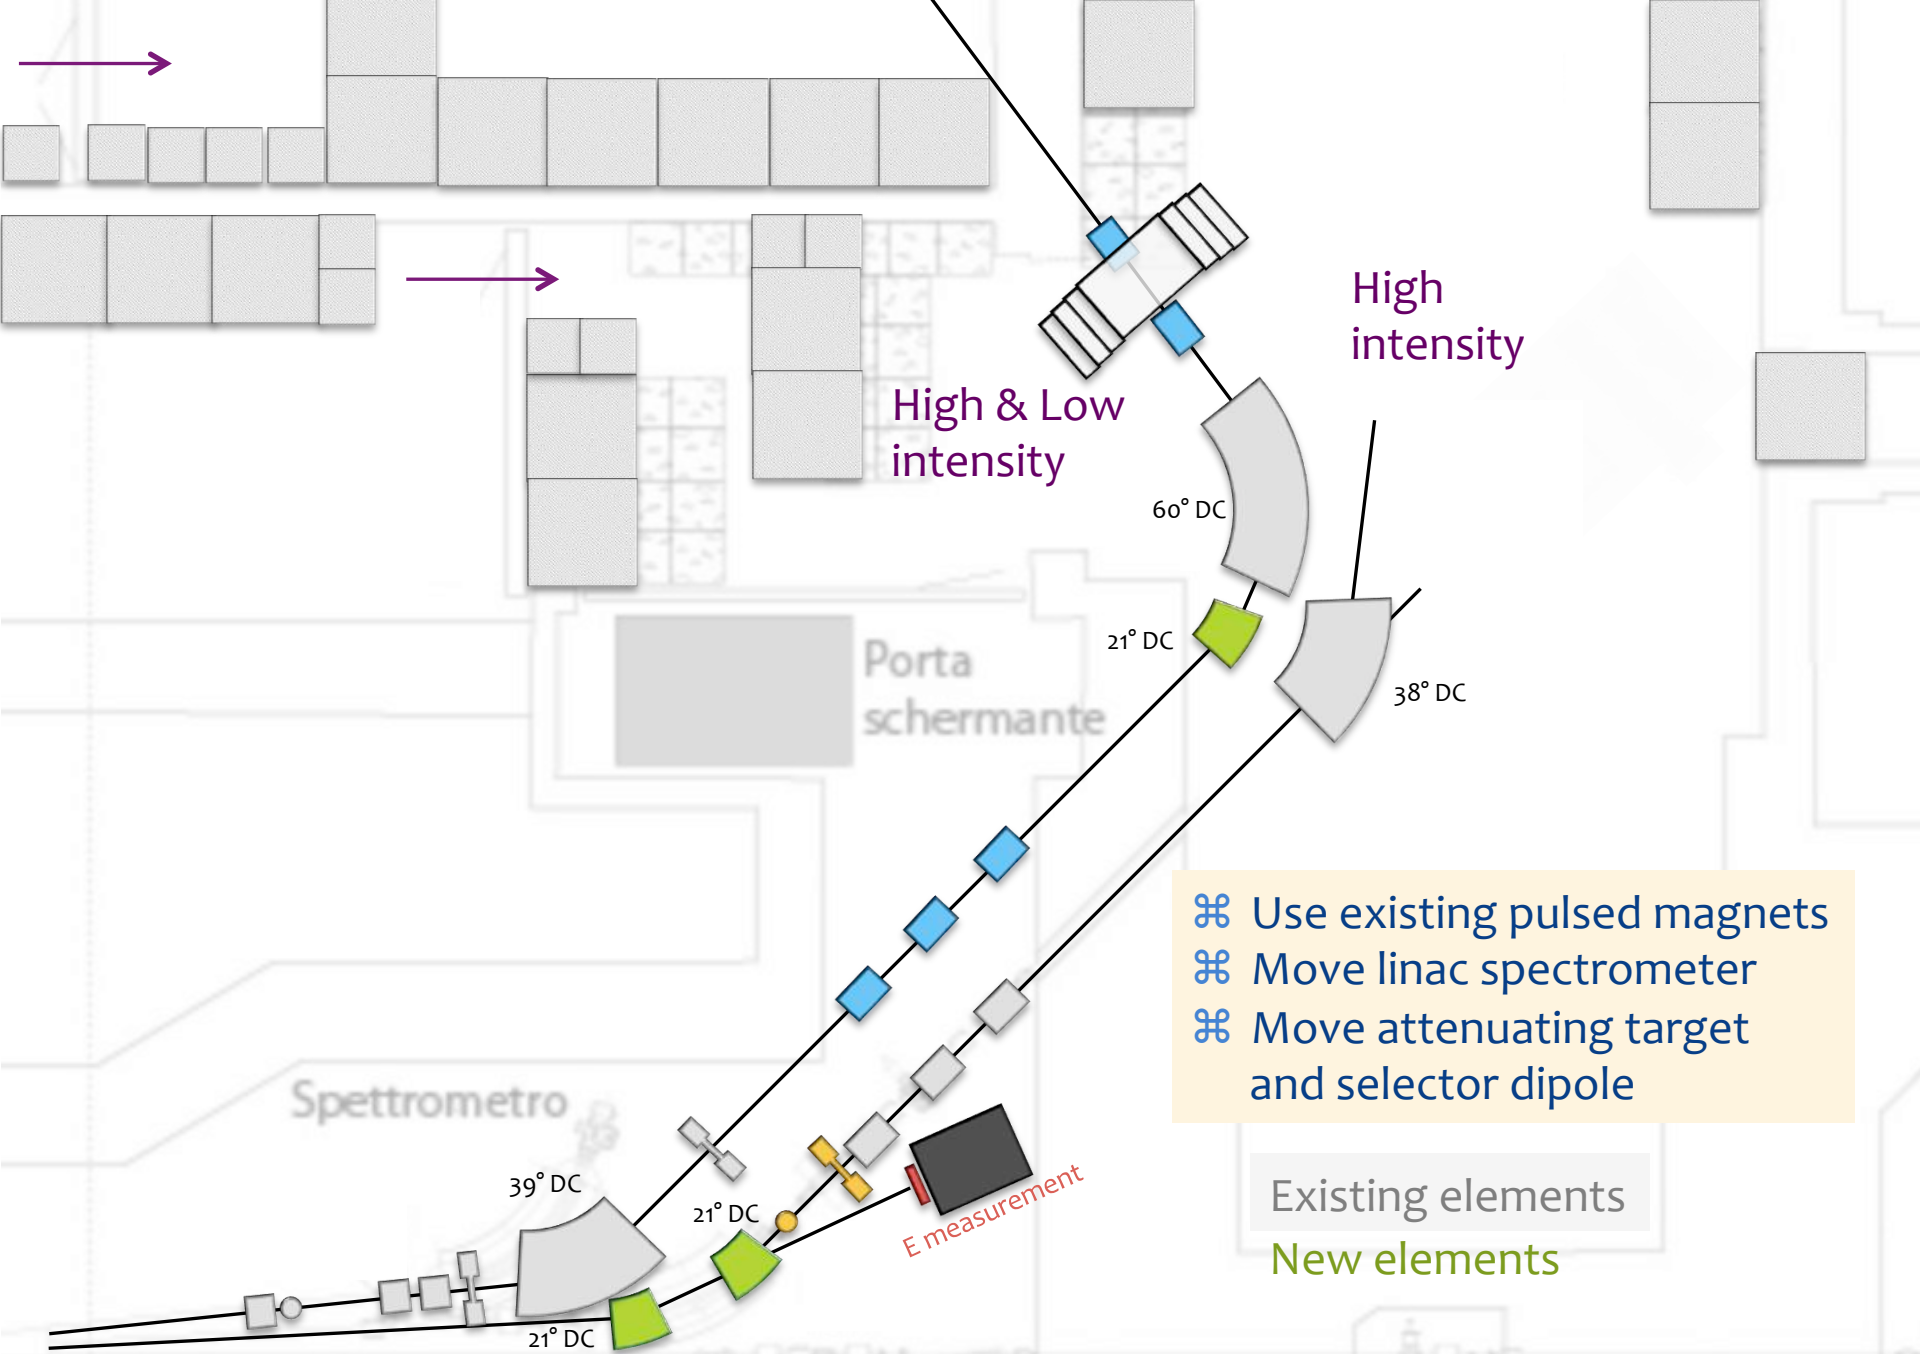 High
intensity
High & Low
intensity
60° DC
Porta
schermante
21° DC
38° DC
⌘ Use existing pulsed magnets
⌘ Move linac spectrometer
⌘ Move attenuating target
and selector dipole
Spettrometro
39° DC
21° DC
E measurement
Existing elements
New elements
21° DC